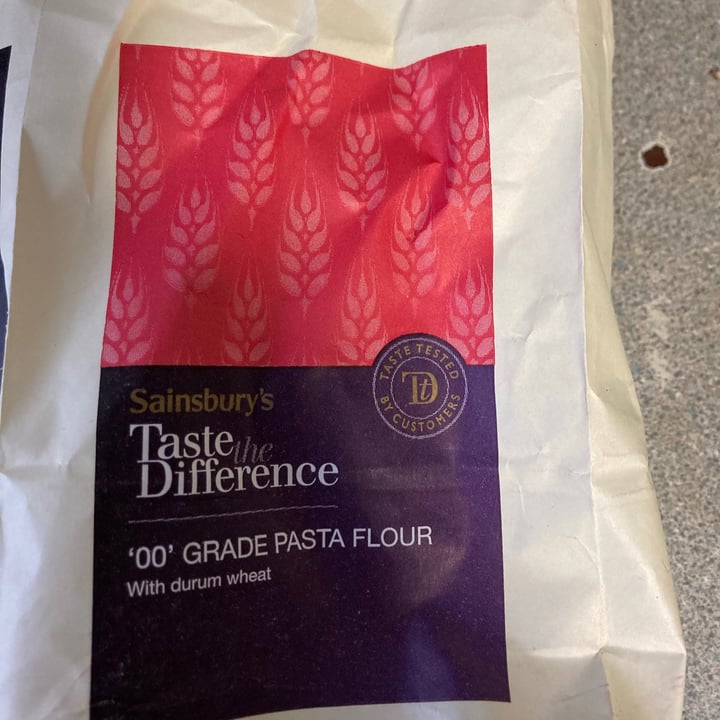 TASTE TESTED
Td
BY CUSTOMERS
Sainsbury's
Taste the
Difference
'00' GRADE PASTA FLOUR
With durum wheat